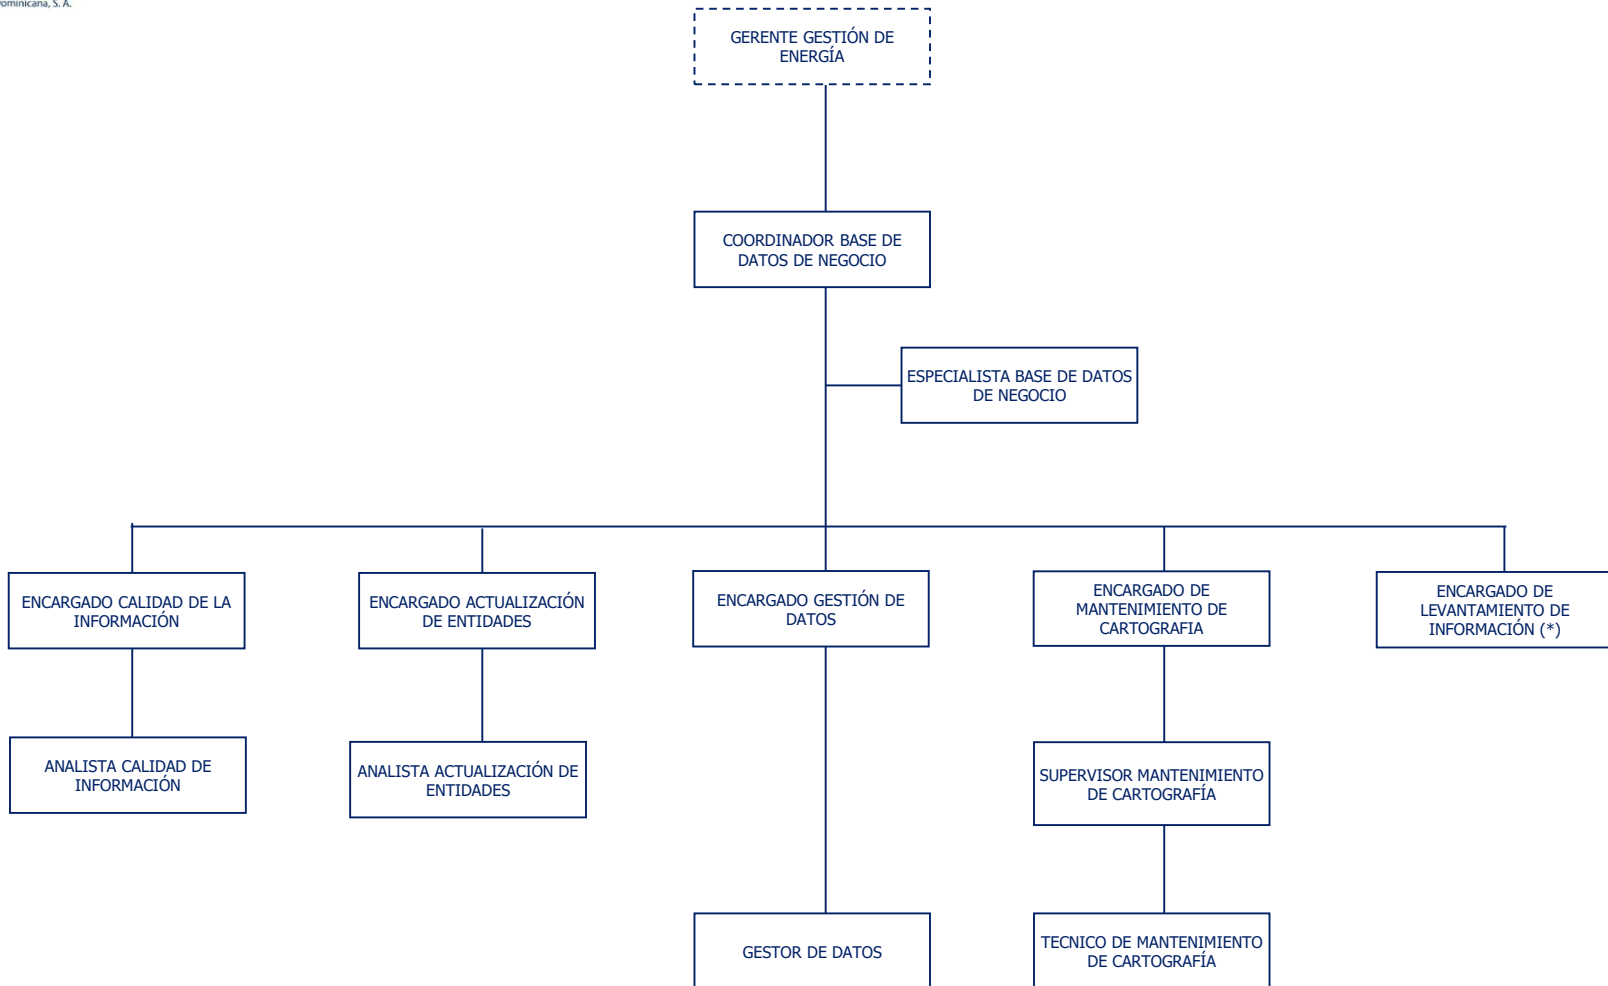 ominicana, S. A.
GERENTE GESTIÓN DE
ENERGÍA
COORDINADOR BASE DE
DATOS DE NEGOCIO
ESPECIALISTA BASE DE DATOS
DE NEGOCIO
ENCARGADO CALIDAD DE LA
INFORMACIÓN
ENCARGADO ACTUALIZACIÓN
DE ENTIDADES
ENCARGADO GESTIÓN DE
DATOS
ENCARGADO DE
MANTENIMIENTO DE
CARTOGRAFIA
ENCARGADO DE
LEVANTAMIENTO DE
INFORMACIÓN (*)
ANALISTA CALIDAD DE
INFORMACIÓN
ANALISTA ACTUALIZACIÓN DE
ENTIDADES
SUPERVISOR MANTENIMIENTO
DE CARTOGRAFÍA
GESTOR DE DATOS
TECNICO DE MANTENIMIENTO
DE CARTOGRAFÍA